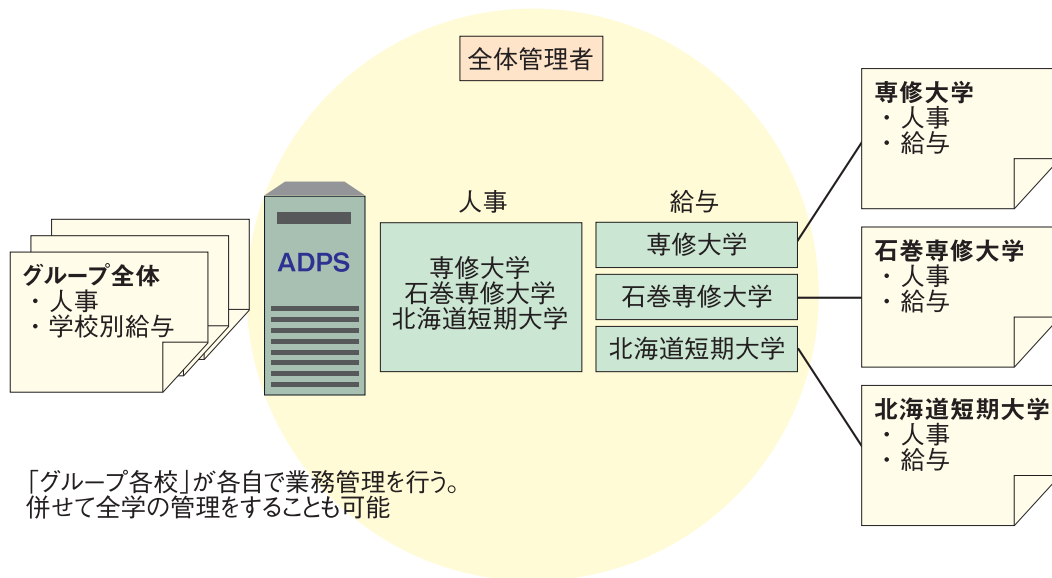 全体管理者
グループ全体
・人事
・学校別給与
ADPS
人事
専修大学
石巻専修大学
北海道短期大学
給与
専修大学
石巻専修大学
北海道短期大学
専修大学
・人事
・給与
石巻専修大学
・人事
・給与
北海道短期大学
・人事
・給与
「グループ各校」が各自で業務管理を行う。
併せて全学の管理をすることも可能